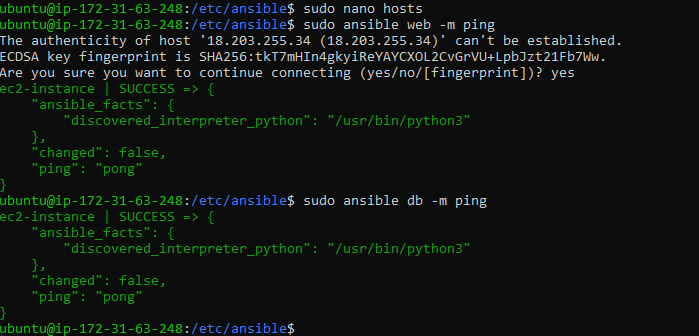 ubuntu@ip-172-31-63-248:/etc/ansible$ sudo nano hosts
ubuntu@ip-172-31-63-248:/etc/ansible$ sudo ansible web -m ping
The authenticity of host '18.203.255.34 (18.203.255.34)' can't be established.
ECDSA key fingerprint is SHA256:tkT7mHIn4gkyiReYAYCXOL2CvGrVU+LpbJzt21Fb7Ww.
Are you sure you want to continue connecting (yes/no/[fingerprint])? yes
ec2-instance | SUCCESS => {
    "ansible_facts": {
        "discovered_interpreter_python": "/usr/bin/python3"
    },
    "changed": false,
    "ping": "pong"
}
ubuntu@ip-172-31-63-248:/etc/ansible$ sudo ansible db -m ping
ec2-instance | SUCCESS => {
    "ansible_facts": {
        "discovered_interpreter_python": "/usr/bin/python3"
    },
    "changed": false,
    "ping": "pong"
}
ubuntu@ip-172-31-63-248:/etc/ansible$